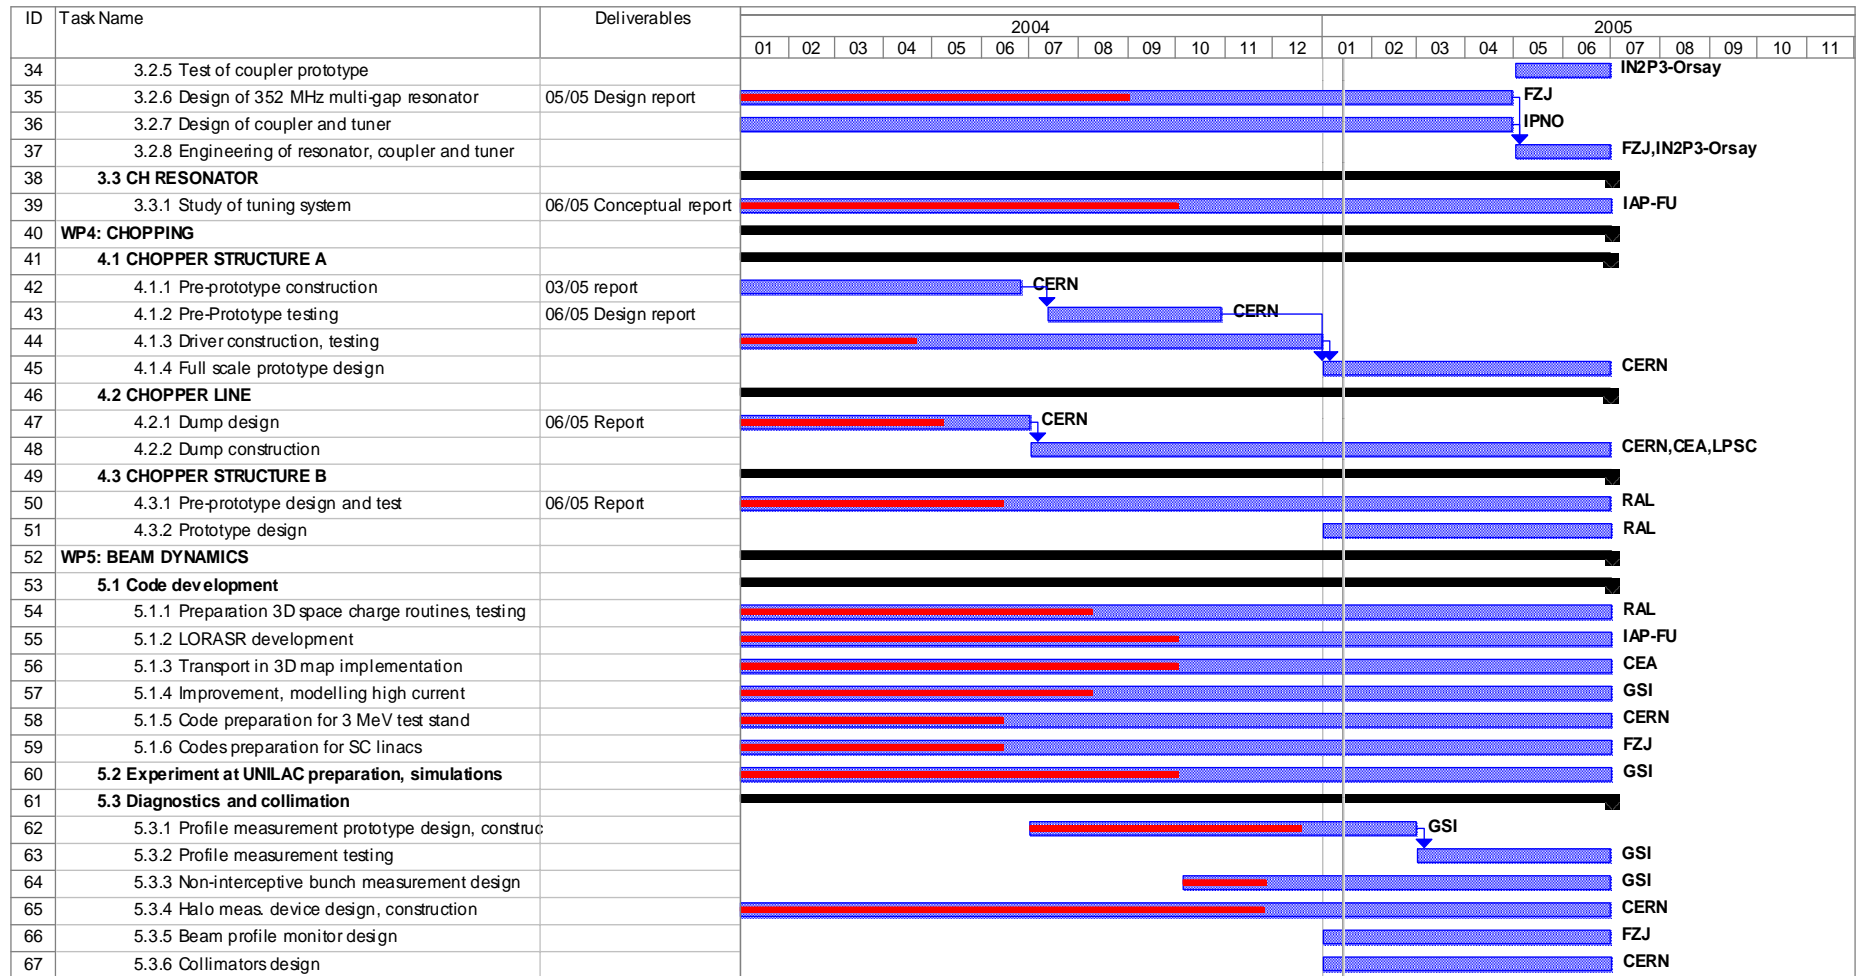 ID Task Name Deliverables 2004 2005
01 02 03 04 05 06 07 08 09 10 11 12 01 02 03 04 05 06 07 08 09 10 11
34 3.2.5 Test of coupler prototype IN2P3-Orsay
35 3.2.6 Design of 352 MHz multi-gap resonator 05/05 Design report FZJ
36 3.2.7 Design of coupler and tuner IPNO
37 3.2.8 Engineering of resonator, coupler and tuner FZJ,IN2P3-Orsay
38 3.3 CH RESONATOR
39 3.3.1 Study of tuning system 06/05 Conceptual report IAP-FU
40 WP4: CHOPPING
41 4.1 CHOPPER STRUCTURE A
42 4.1.1 Pre-prototype construction 03/05 report CERN
43 4.1.2 Pre-Prototype testing 06/05 Design report CERN
44 4.1.3 Driver construction, testing
45 4.1.4 Full scale prototype design CERN
46 4.2 CHOPPER LINE
47 4.2.1 Dump design 06/05 Report CERN
48 4.2.2 Dump construction CERN,CEA,LPSC
49 4.3 CHOPPER STRUCTURE B
50 4.3.1 Pre-prototype design and test 06/05 Report RAL
51 4.3.2 Prototype design RAL
52 WP5: BEAM DYNAMICS
53 5.1 Code development
54 5.1.1 Preparation 3D space charge routines, testing RAL
55 5.1.2 LORASR development IAP-FU
56 5.1.3 Transport in 3D map implementation CEA
57 5.1.4 Improvement, modelling high current GSI
58 5.1.5 Code preparation for 3 MeV test stand CERN
59 5.1.6 Codes preparation for SC linacs FZJ
60 5.2 Experiment at UNILAC preparation, simulations GSI
61 5.3 Diagnostics and collimation
62 5.3.1 Profile measurement prototype design, construc GSI
63 5.3.2 Profile measurement testing GSI
64 5.3.3 Non-interceptive bunch measurement design GSI
65 5.3.4 Halo meas. device design, construction CERN
66 5.3.5 Beam profile monitor design FZJ
67 5.3.6 Collimators design CERN